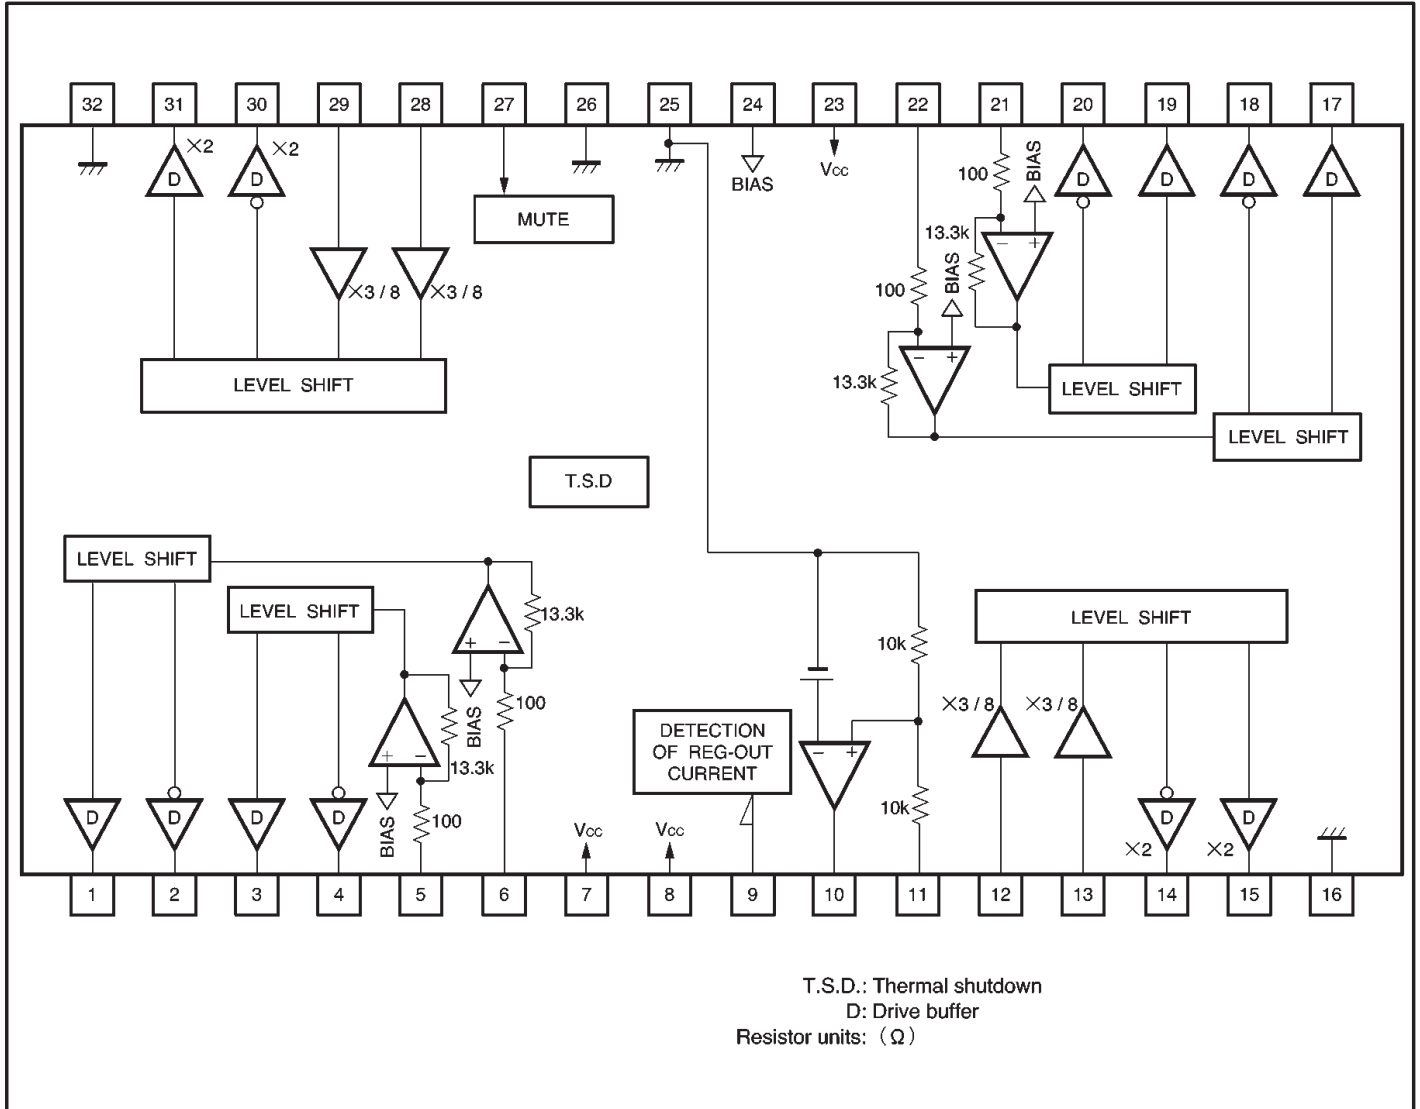 32 31 30 29 28 27 26 25 24 23 22 21 20 19 18 17
×2 ×2
D D
MUTE
×3 / 8 ×3 / 8
LEVEL SHIFT
BIAS
Vcc
100
BIAS
13.3k
- +
100
BIAS
13.3k
- +
D D D D
LEVEL SHIFT
LEVEL SHIFT
T.S.D
LEVEL SHIFT
LEVEL SHIFT
13.3k
+ -
BIAS
100
13.3k
+ -
BIAS
100
D D D D
Vcc
Vcc
DETECTION
OF REG-OUT
CURRENT
10k
- +
10k
LEVEL SHIFT
×3 / 8 ×3 / 8
D D
×2 ×2
1 2 3 4 5 6 7 8 9 10 11 12 13 14 15 16
T.S.D.: Thermal shutdown
D: Drive buffer
Resistor units: (Ω)